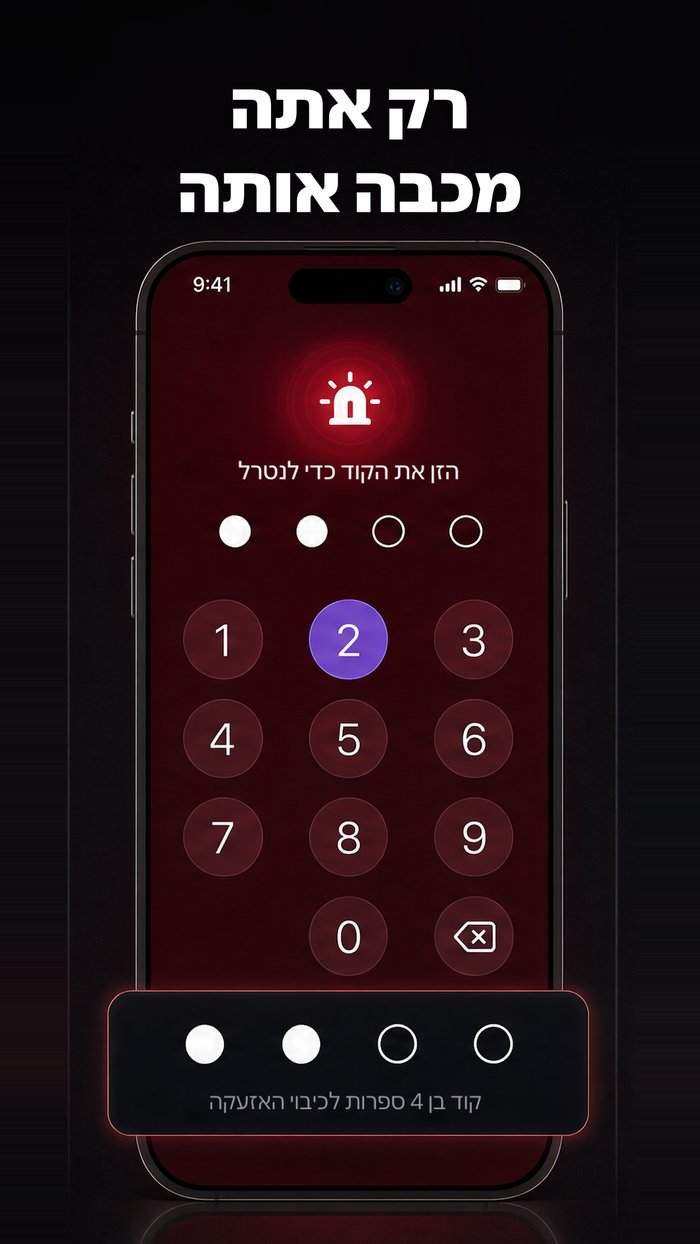 רק אתה
מכבה אותה
9:41
הזן את הקוד כדי לנטרל
1 2 3
4 5 6
7 8 9
0
קוד בן 4 ספרות לכיבוי האזעקה